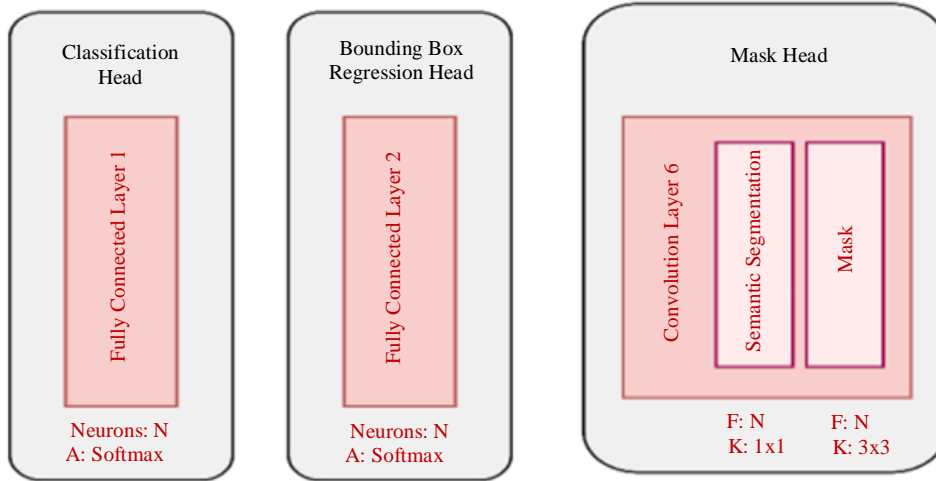 Classification
Head
Fully Connected Layer 1
Neurons: N
A: Softmax
Bounding Box
Regression Head
Fully Connected Layer 2
Neurons: N
A: Softmax
Mask Head
Convolution Layer 6
Semantic Segmentation
Mask
F: N
K: 1x1
F: N
K: 3x3